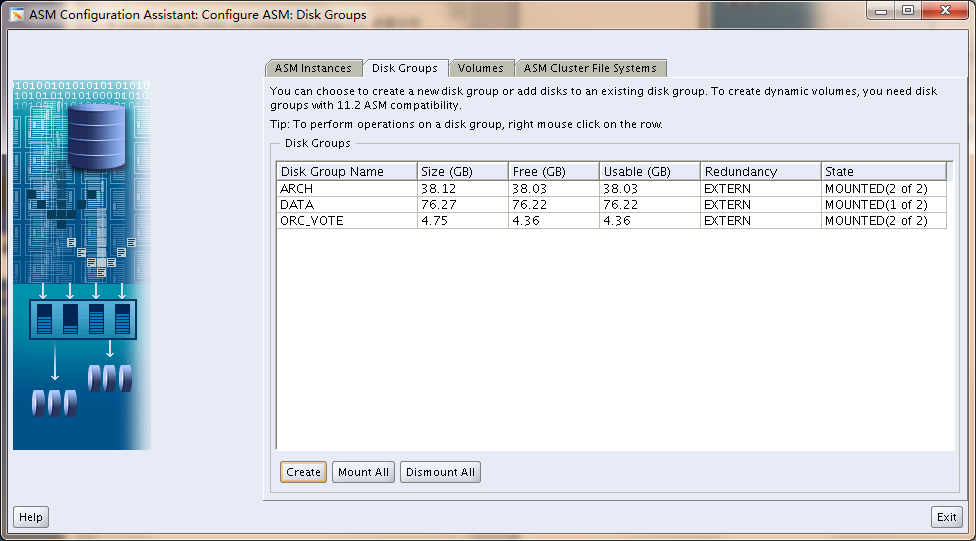 ASM Configuration Assistant: Configure ASM: Disk Groups
ASM Instances Disk Groups Volumes ASM Cluster File Systems
You can choose to create a new disk group or add disks to an existing disk group. To create dynamic volumes, you need disk
groups with 11.2 ASM compatibility.
Tip: To perform operations on a disk group, right mouse click on the row.
Disk Groups
Disk Group Name Size (GB) Free (GB) Usable (GB) Redundancy State
ARCH 38.12 38.03 38.03 EXTERN MOUNTED(2 of 2)
DATA 76.27 76.22 76.22 EXTERN MOUNTED(1 of 2)
ORC_VOTE 4.75 4.36 4.36 EXTERN MOUNTED(2 of 2)
Create Mount All Dismount All
Help Exit